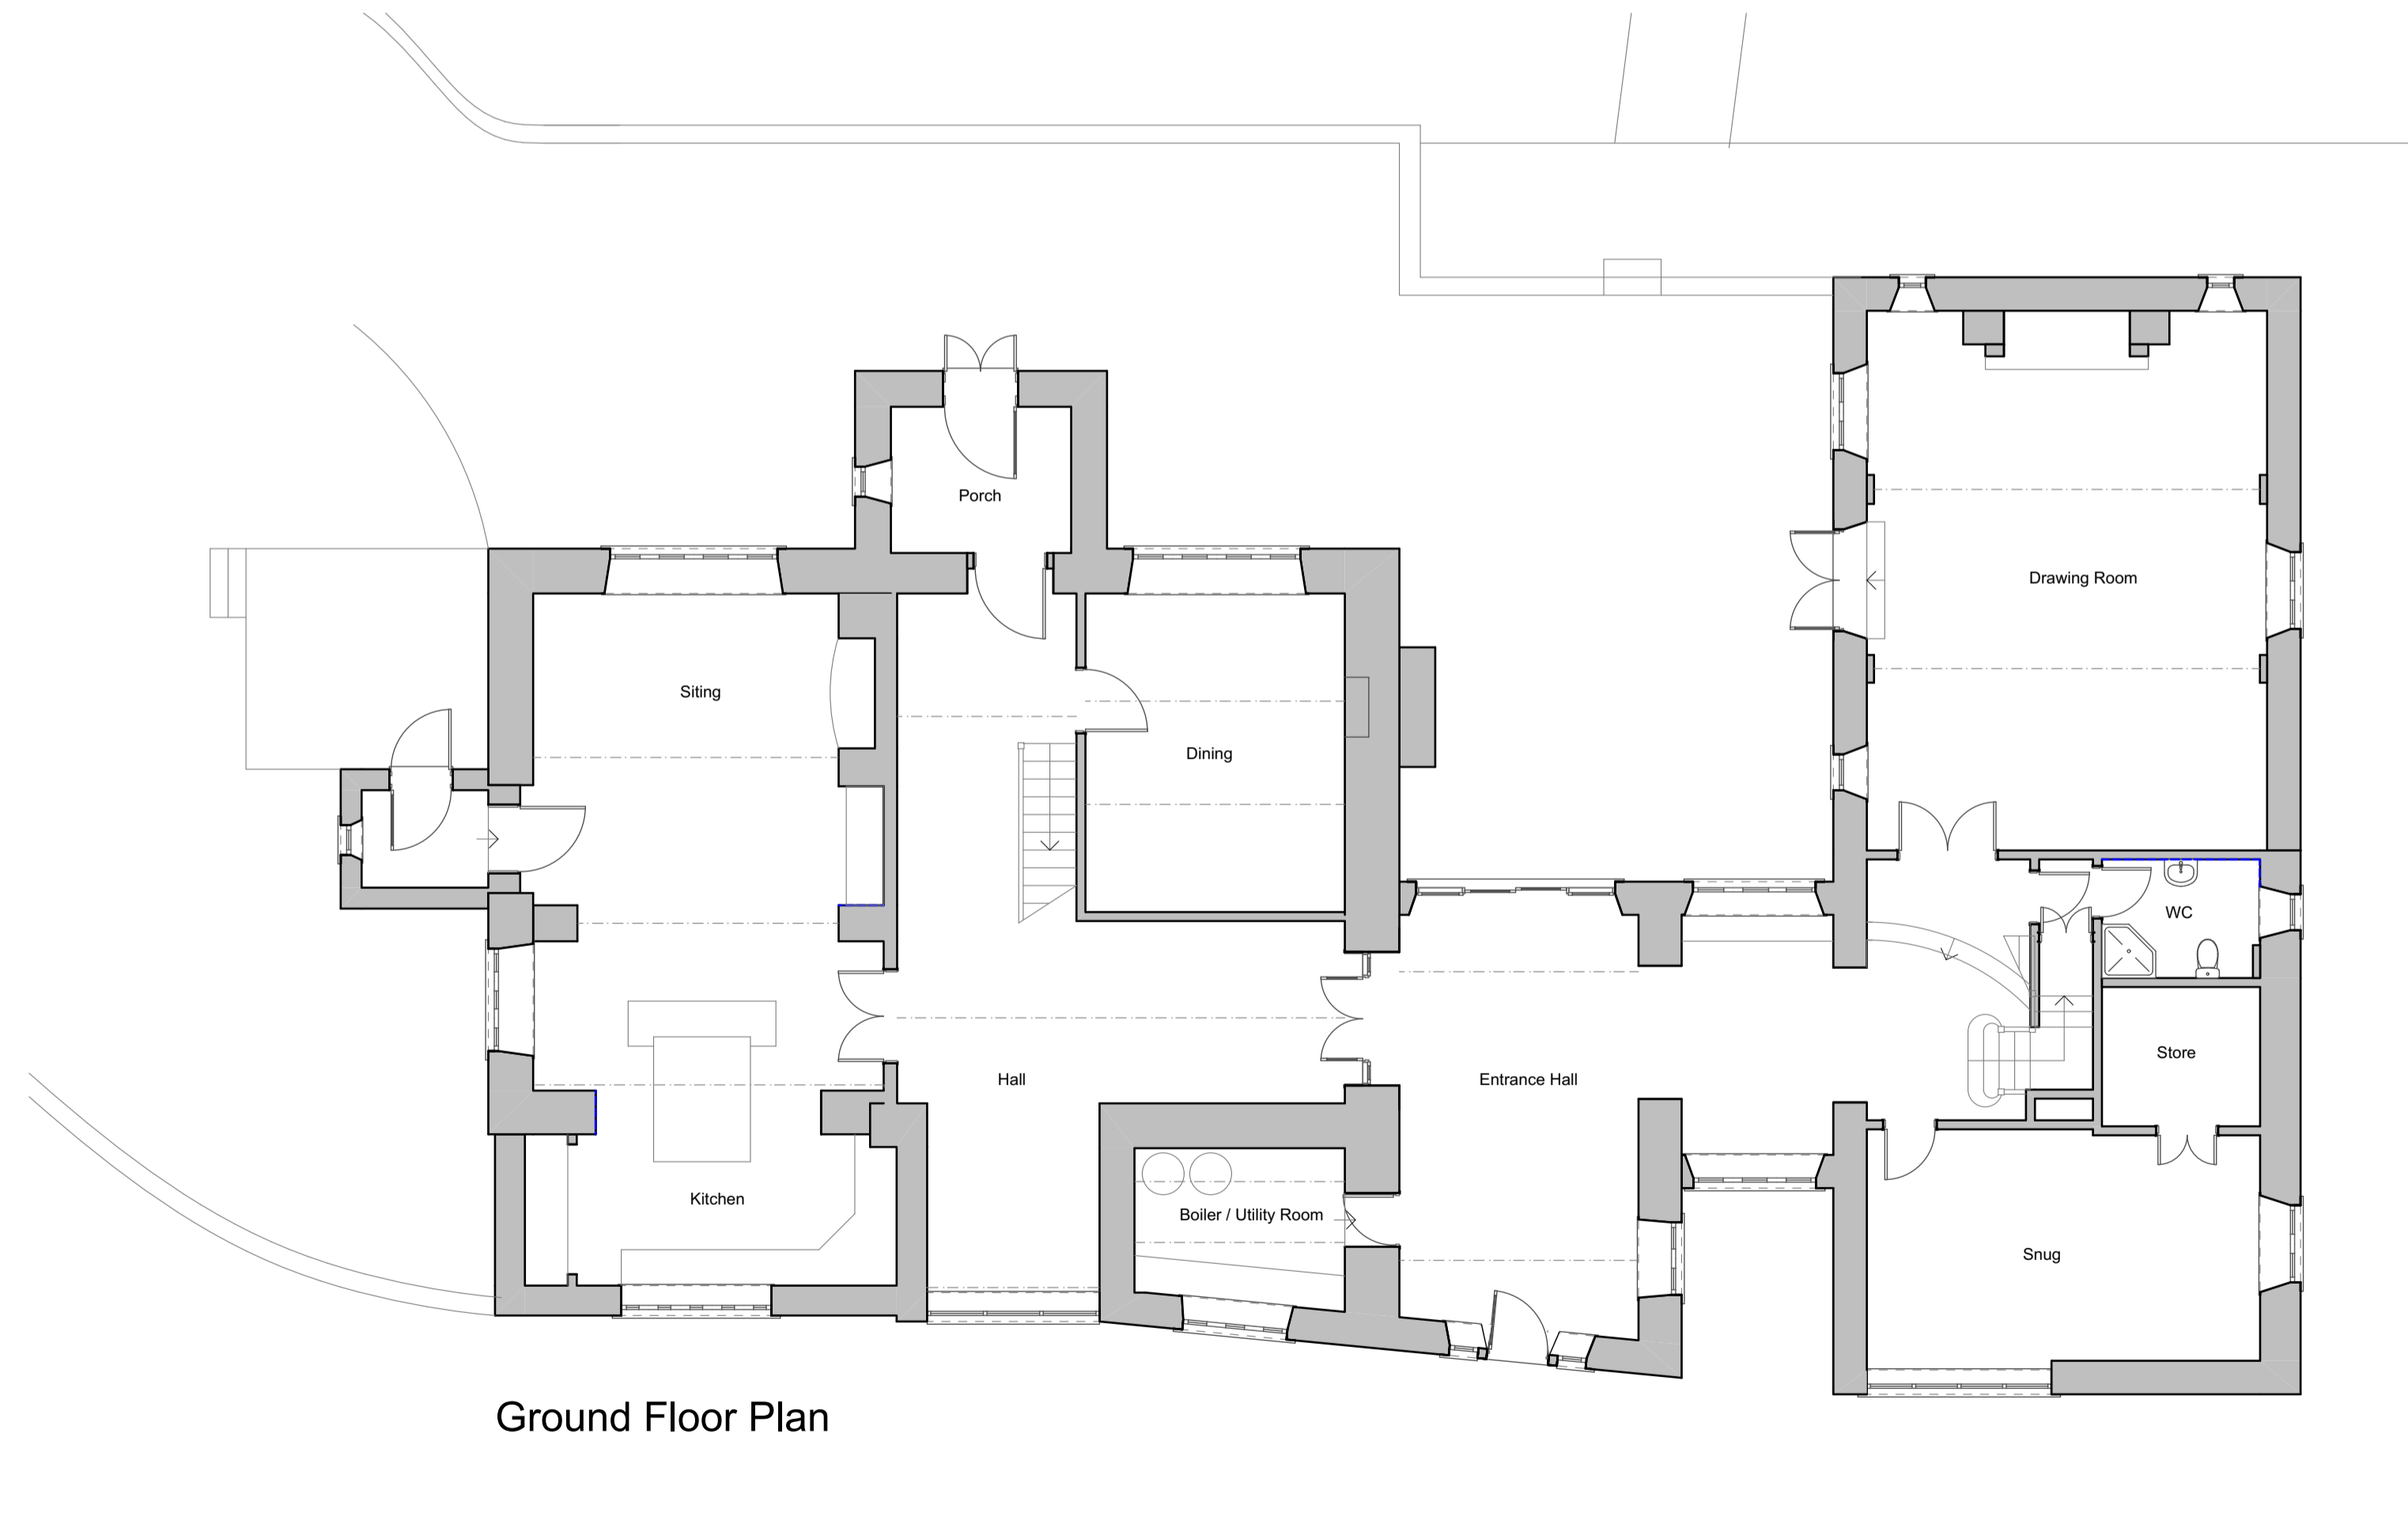 Porch
Drawing Room
Siting
Dining
WC
Store
Hall
Entrance Hall
Kitchen
Boiler / Utility Room
Snug
Ground Floor Plan